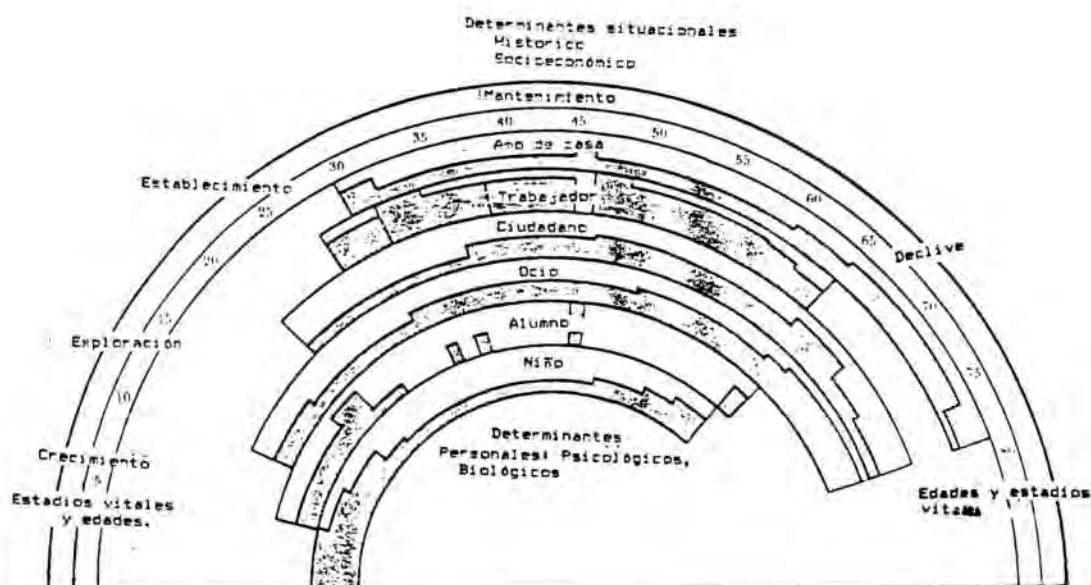 Determinantes situacionales
Histórico
Socioeconómico
Mantenimiento
Establecimiento
Exploración
Crecimiento
Declive
5
10
15
20
25
30
35
40
45
50
55
60
65
70
75
Amo de casa
Trabajador
Ciudadano
Ocio
Alumno
Niño
Determinantes
Personales: Psicológicos,
Biológicos
Estadios vitales
y edades.
Edades y estadios